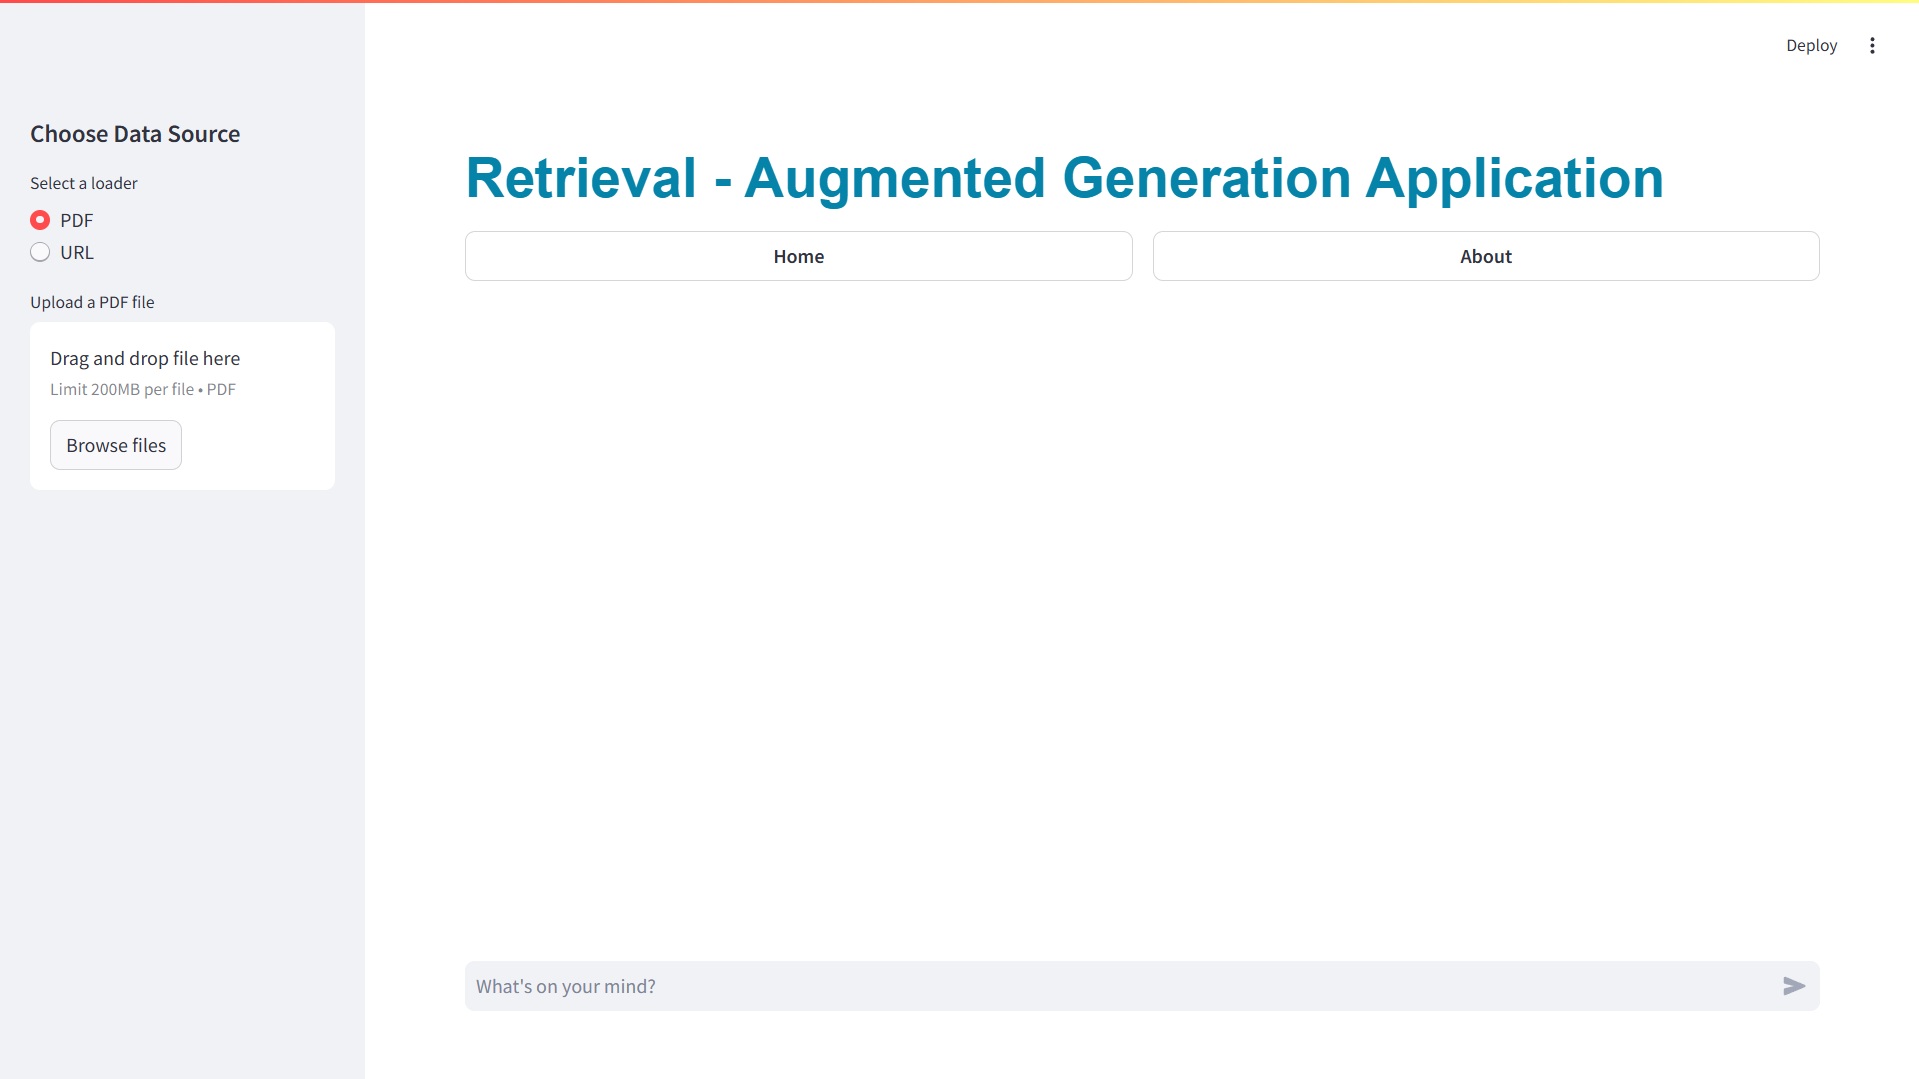 Deploy
Choose Data Source
Select a loader
PDF
URL
Upload a PDF file
Drag and drop file here
Limit 200MB per file • PDF
Browse files
Retrieval - Augmented Generation Application
Home
About
What's on your mind?